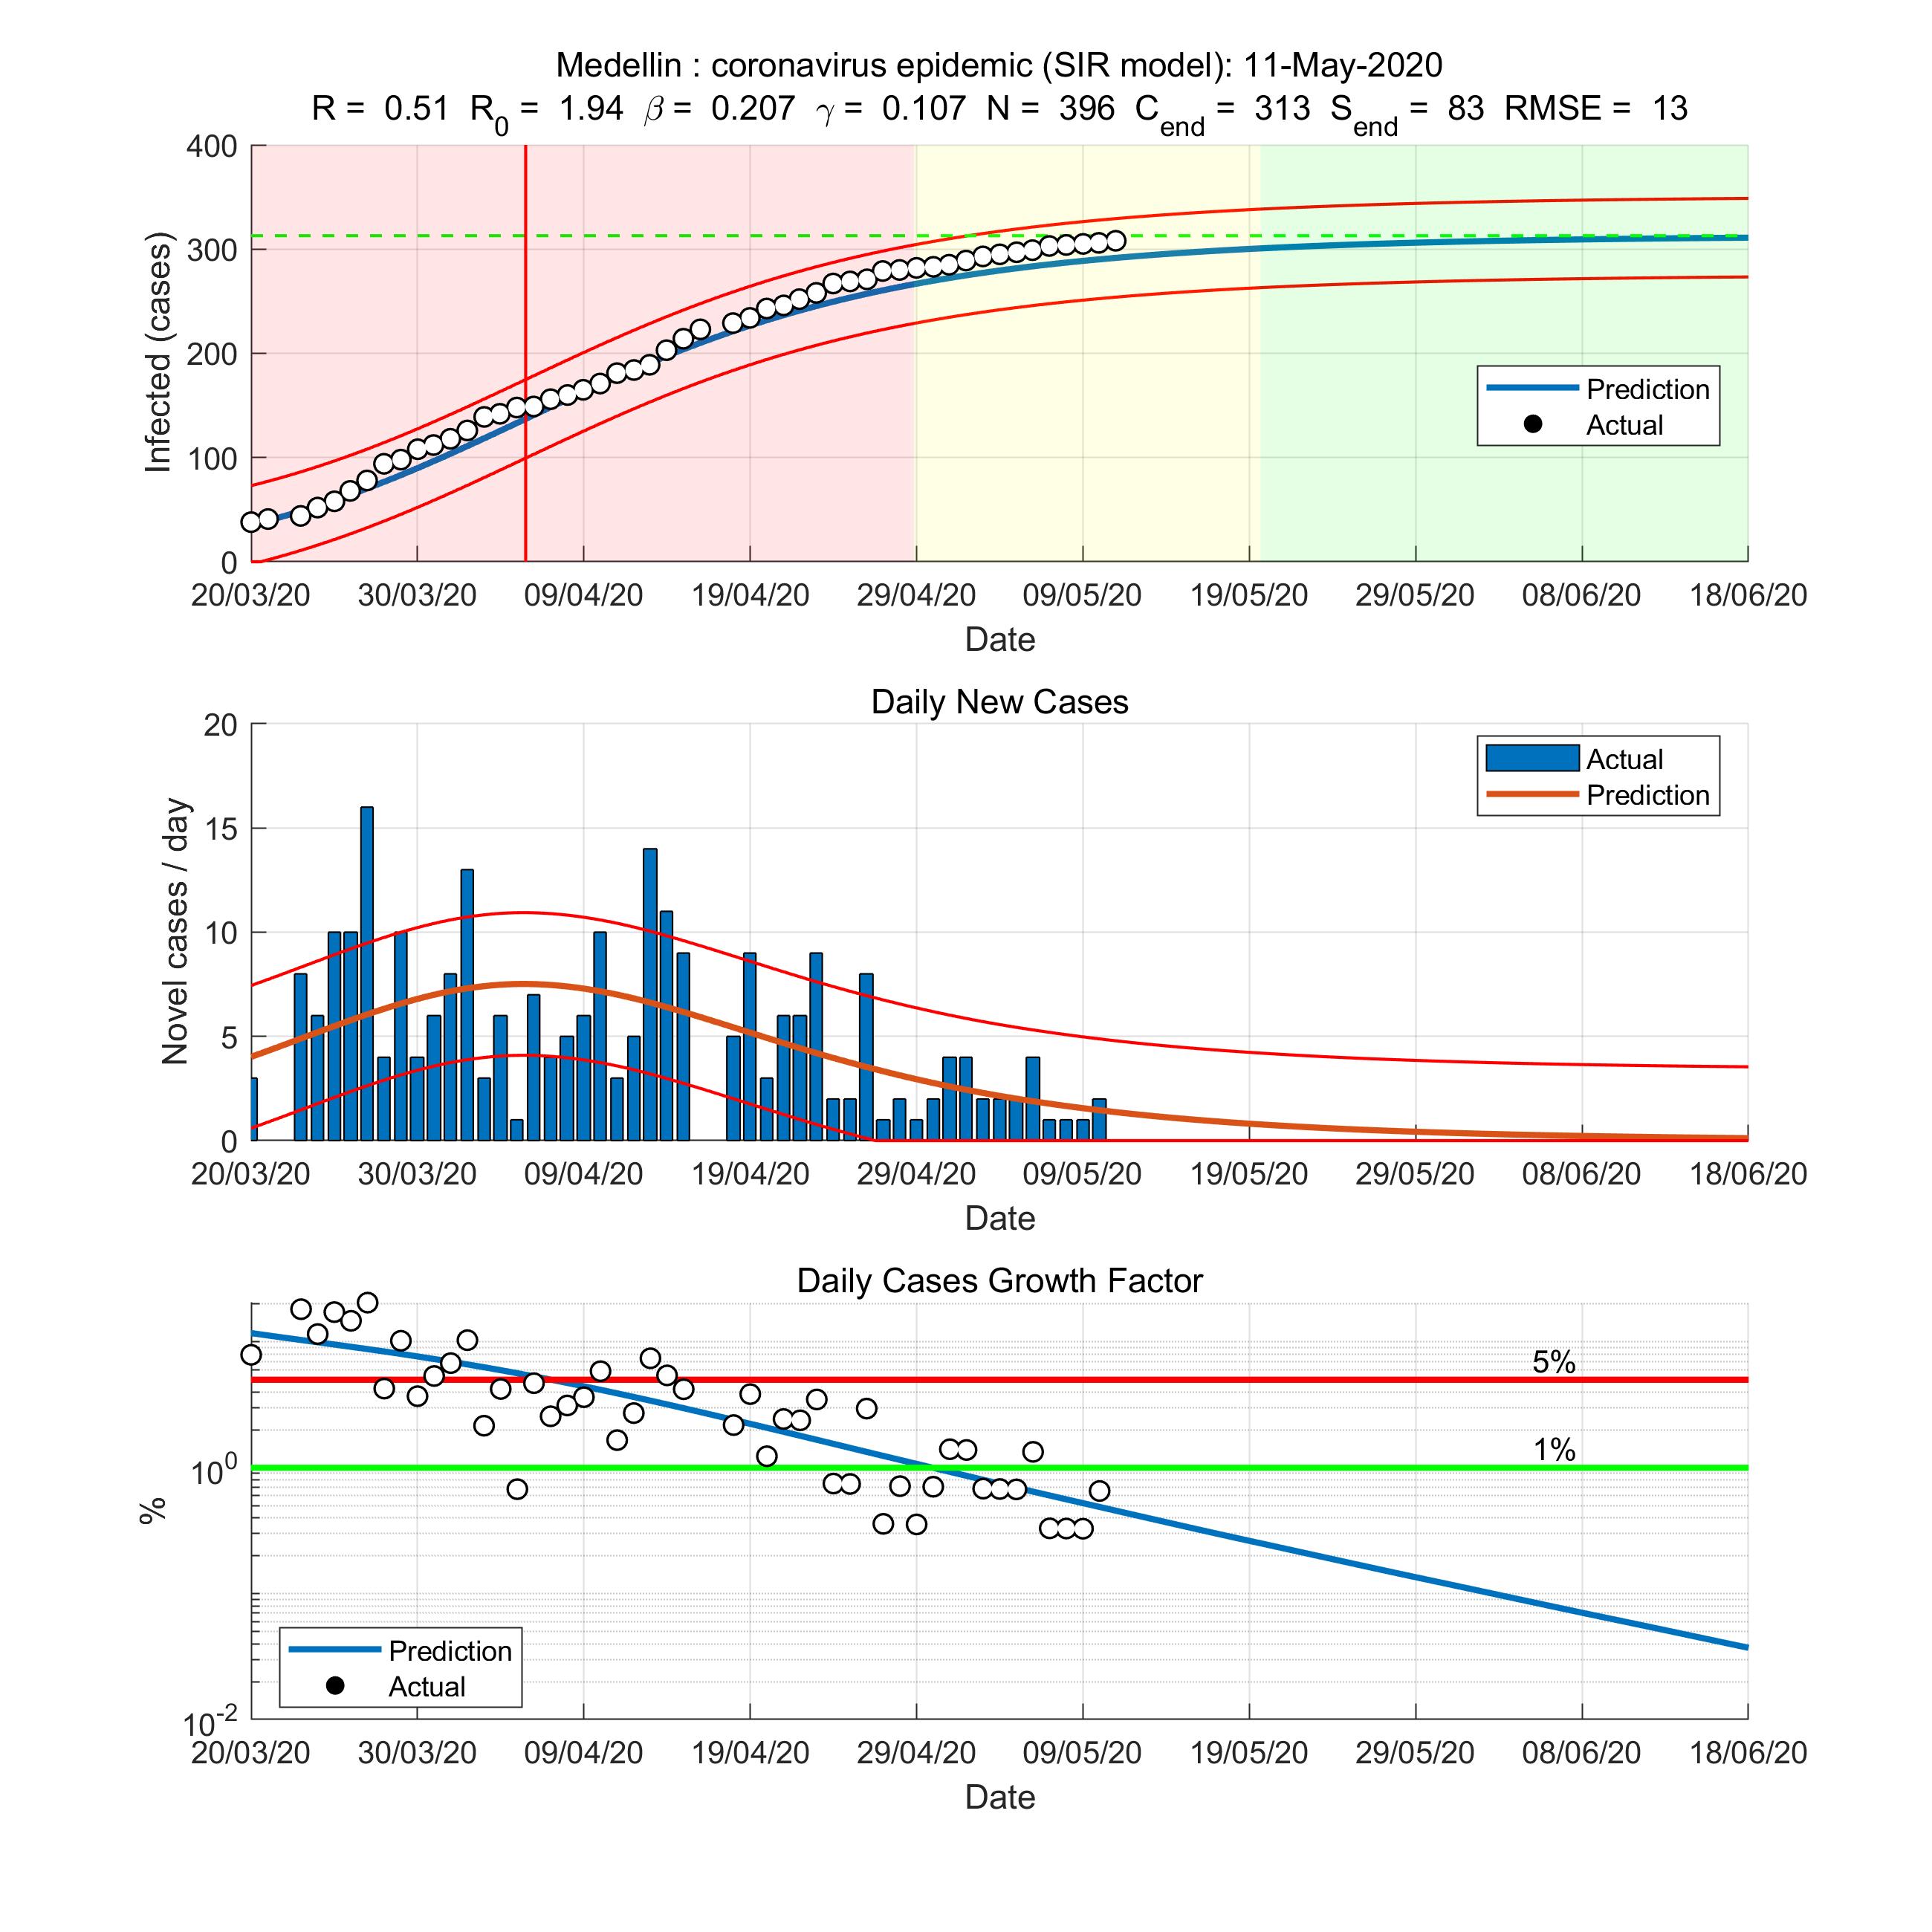 Medellin : coronavirus epidemic (SIR model): 11-May-2020
R = 0.51 R0 = 1.94 β = 0.207 γ = 0.107 N = 396 Cend = 313 Send = 83 RMSE = 13
400
300
200
100
0
Infected (cases)
Prediction
Actual
20/03/20 30/03/20 09/04/20 19/04/20 29/04/20 09/05/20 19/05/20 29/05/20 08/06/20 18/06/20
Date
Daily New Cases
20
15
10
5
0
Novel cases / day
Actual
Prediction
20/03/20 30/03/20 09/04/20 19/04/20 29/04/20 09/05/20 19/05/20 29/05/20 08/06/20 18/06/20
Date
Daily Cases Growth Factor
5%
1%
10^0
%
Prediction
Actual
10^-2
20/03/20 30/03/20 09/04/20 19/04/20 29/04/20 09/05/20 19/05/20 29/05/20 08/06/20 18/06/20
Date